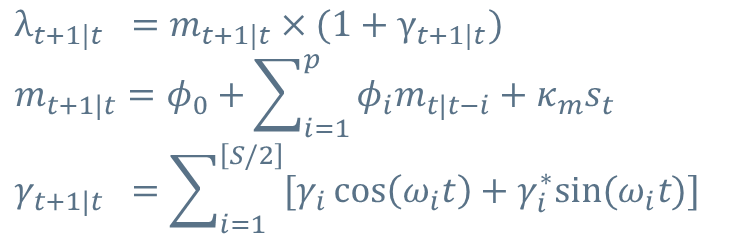 λ_{t+1|t} = m_{t+1|t} × (1 + γ_{t+1|t})
m_{t+1|t} = ϕ_0 + ∑_{i=1}^{p} ϕ_i m_{t|t−i} + κ_m s_t
γ_{t+1|t} = ∑_{i=1}^{[S/2]} [γ_i cos(ω_i t) + γ_i^* sin(ω_i t)]